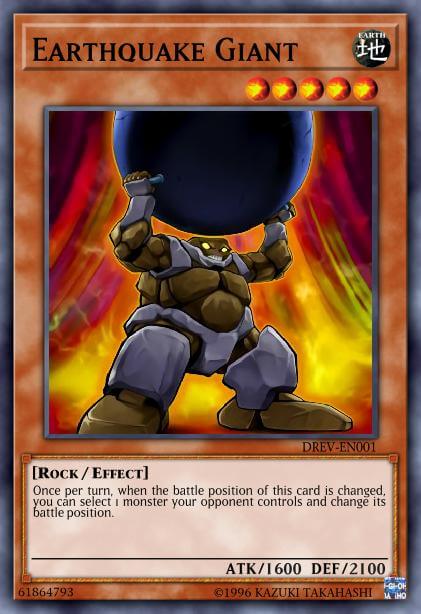 Earthquake Giant
EARTH
地
DREV-EN001
[Rock / Effect]
Once per turn, when the battle position of this card is changed,
you can select 1 monster your opponent controls and change its
battle position.
ATK/1600 DEF/2100
61864793
©1996 KAZUKI TAKAHASHI